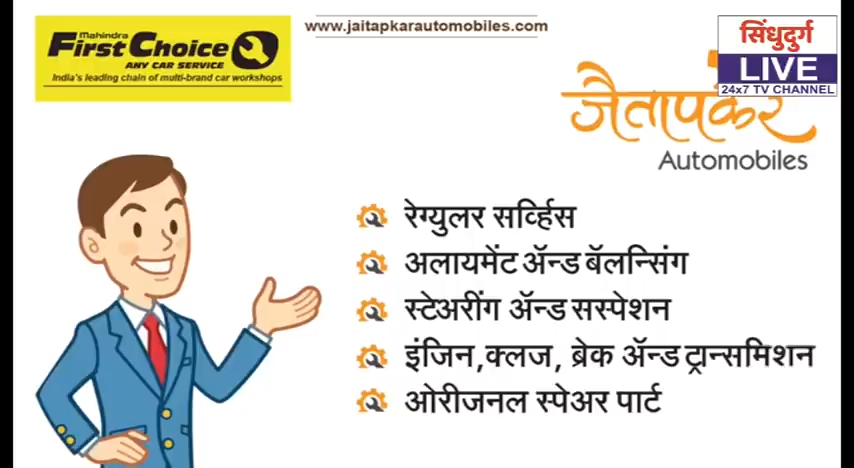 Mahindra
First Choice
ANY CAR SERVICE
India's leading chain of multi-brand car workshops
www.jaitapkarautomobiles.com
सिंधुदुर्ग
LIVE
24x7 TV CHANNEL
जैतापकर
Automobiles
रेग्युलर सर्व्हिस
अलायमेंट ॲन्ड बॅलन्सिंग
स्टेअरींग ॲन्ड सस्पेशन
इंजिन,क्लज, ब्रेक ॲन्ड ट्रान्समिशन
ओरीजनल स्पेअर पार्ट